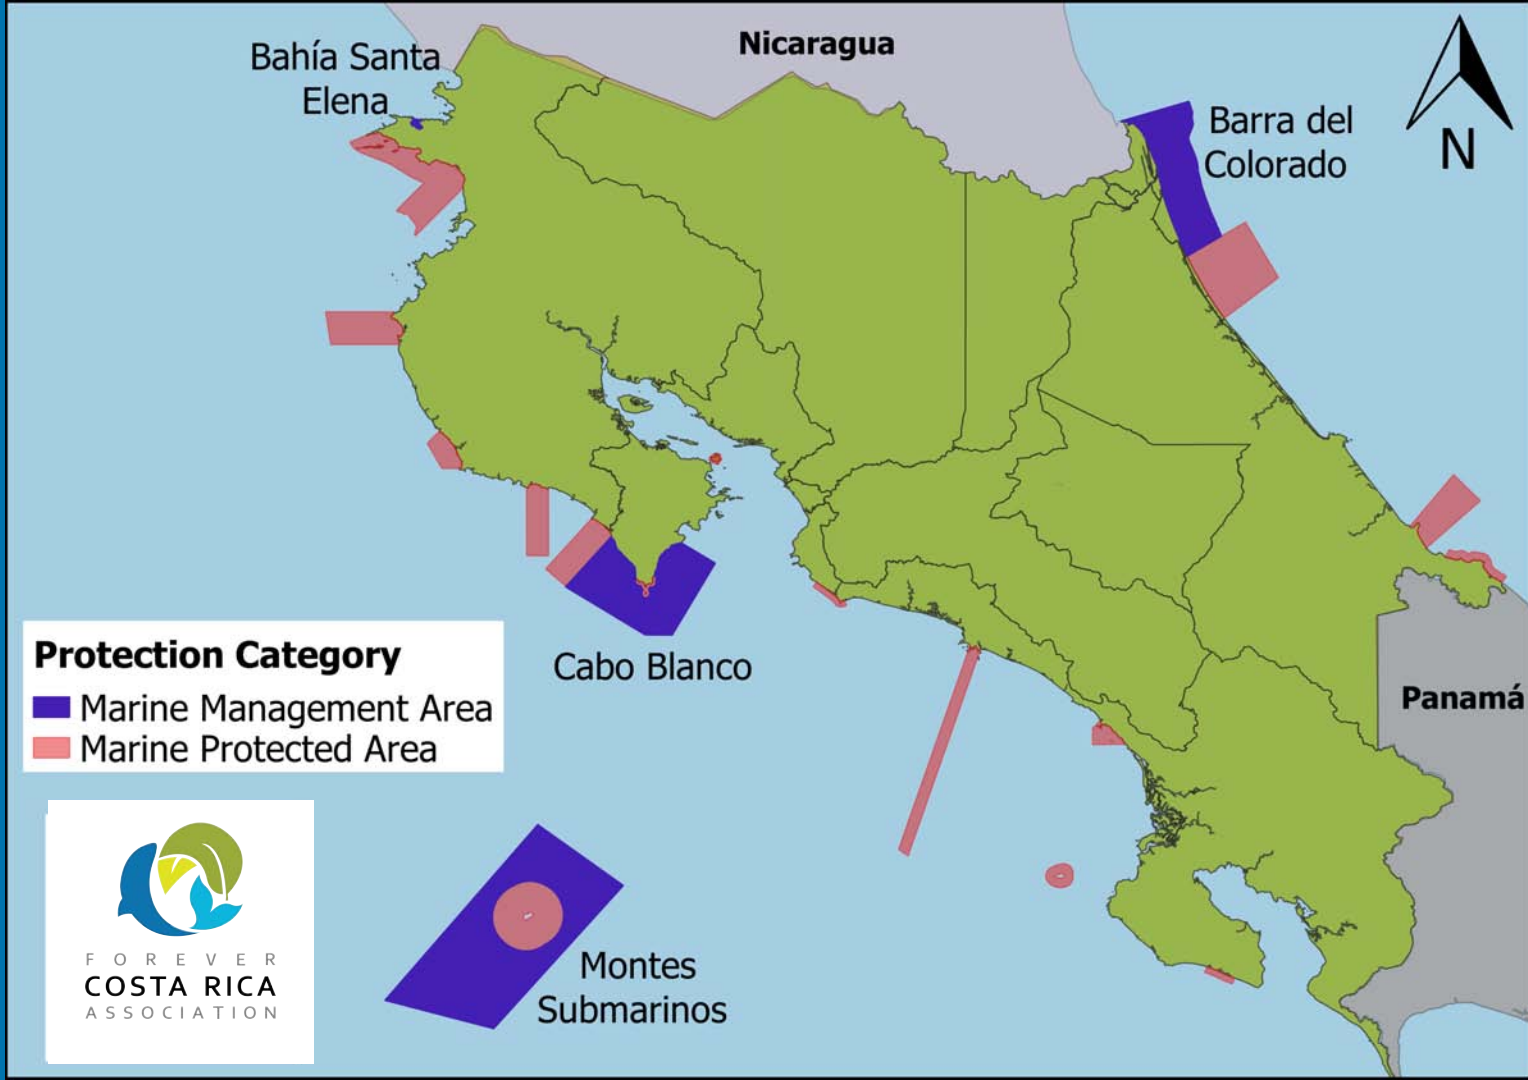 Nicaragua
Bahía Santa
Elena
Barra del
Colorado
N
Protection Category
Marine Management Area
Marine Protected Area
Cabo Blanco
Panamá
Montes
Submarinos
FOREVER
COSTA RICA
ASSOCIATION